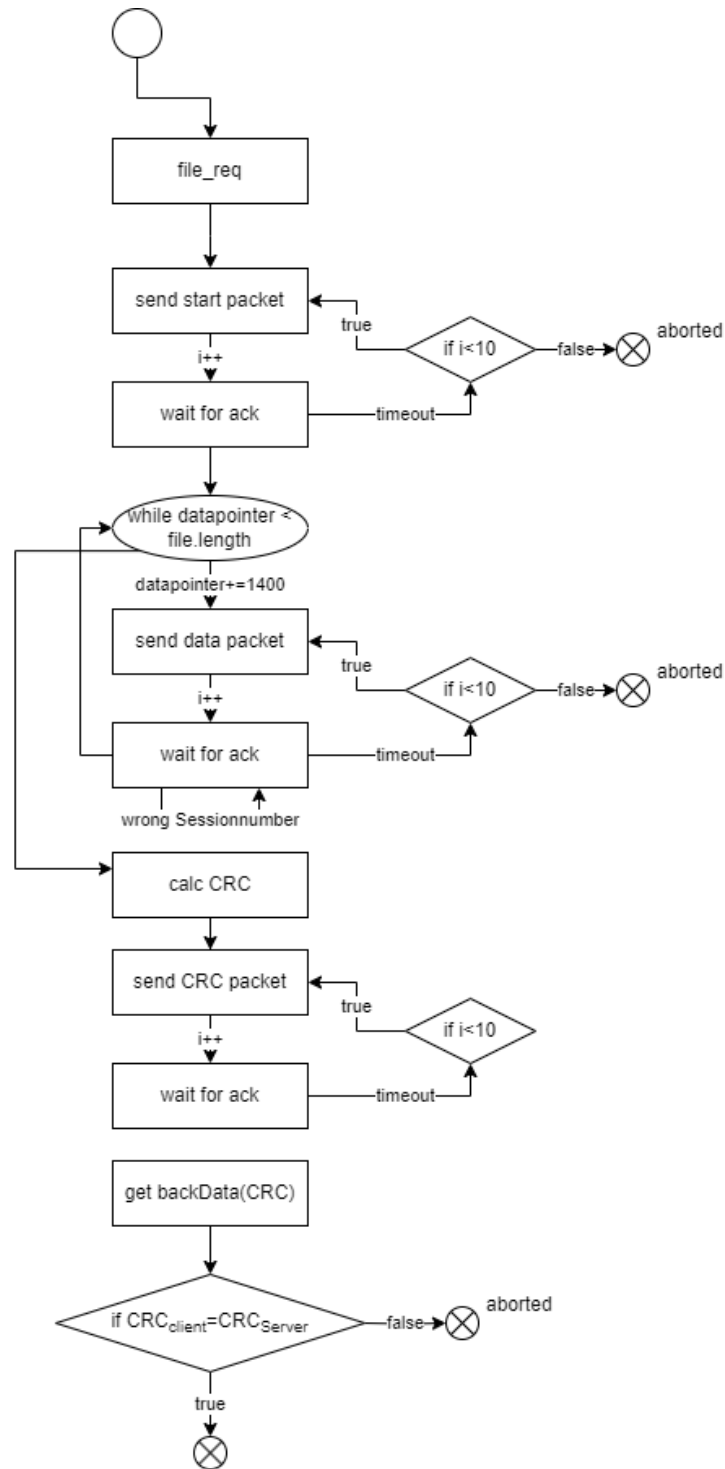 file_req
send start packet
true
if i<10
false
aborted
i++
wait for ack
timeout
while datapointer <
file.length
datapointer+=1400
send data packet
true
if i<10
false
aborted
i++
wait for ack
timeout
wrong Sessionnumber
calc CRC
send CRC packet
true
if i<10
i++
wait for ack
timeout
get backData(CRC)
if CRCclient=CRCServer
false
aborted
true